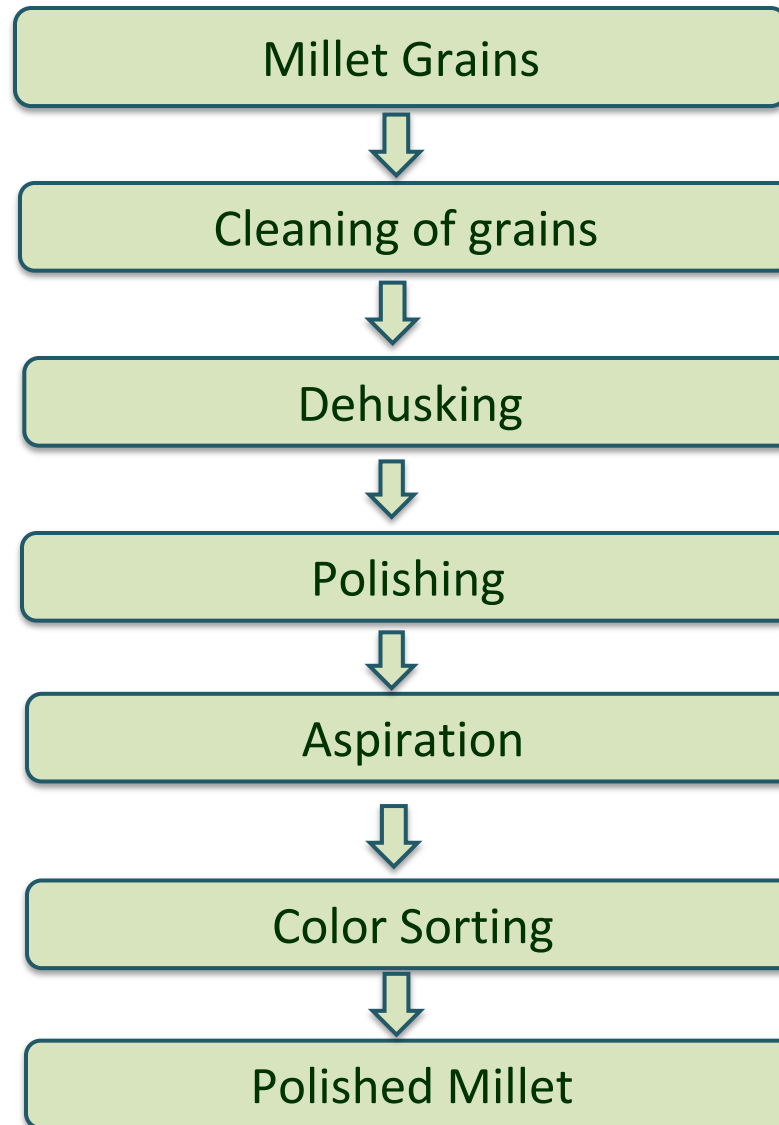 Millet Grains
Cleaning of grains
Dehusking
Polishing
Aspiration
Color Sorting
Polished Millet